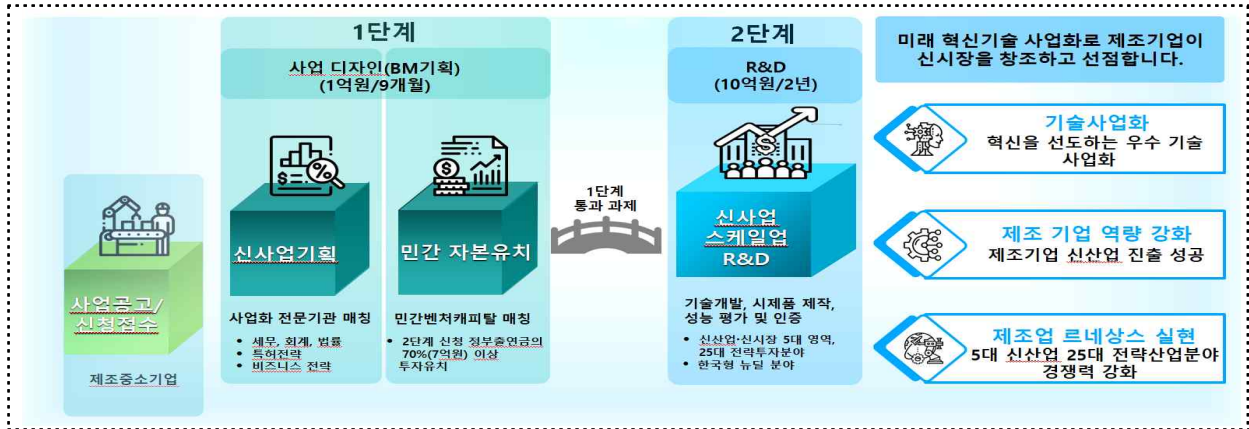 1단계
사업 디자인(BM기획)
(1억원/9개월)
2단계
R&D
(10억원/2년)
미래 혁신기술 사업화로 제조기업이
신시장을 창조하고 선점합니다.
사업공고/
신청접수
제조중소기업
신사업기획
사업화 전문기관 매칭
• 세무, 회계, 법률
• 특허전략
• 비즈니스 전략
민간 자본유치
민간벤처캐피탈 매칭
• 2단계 신청 정부출연금의
70%(7억원) 이상
투자유치
1단계
통과 과제
신사업
스케일업
R&D
기술개발, 시제품 제작,
성능 평가 및 인증
• 신산업·신시장 5대 영역,
25대 전략투자분야
• 한국형 뉴딜 분야
기술사업화
혁신을 선도하는 우수 기술
사업화
제조 기업 역량 강화
제조기업 신산업 진출 성공
제조업 르네상스 실현
5대 신산업 25대 전략산업분야
경쟁력 강화